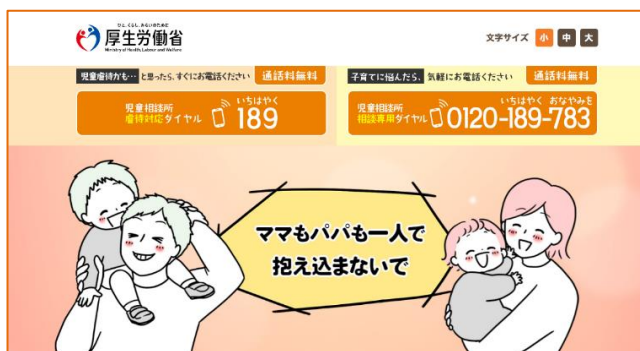 ひと、くらし、みらいのために
厚生労働省
Ministry of Health, Labour and Welfare
文字サイズ 小 中 大
児童虐待かも… と思ったら、すぐにお電話ください 通話料無料
児童相談所
虐待対応ダイヤル
いちはやく
189
子育てに悩んだら、気軽にお電話ください 通話料無料
児童相談所
相談専用ダイヤル
いちはやく おなやみを
0120-189-783
ママもパパも一人で
抱え込まないで